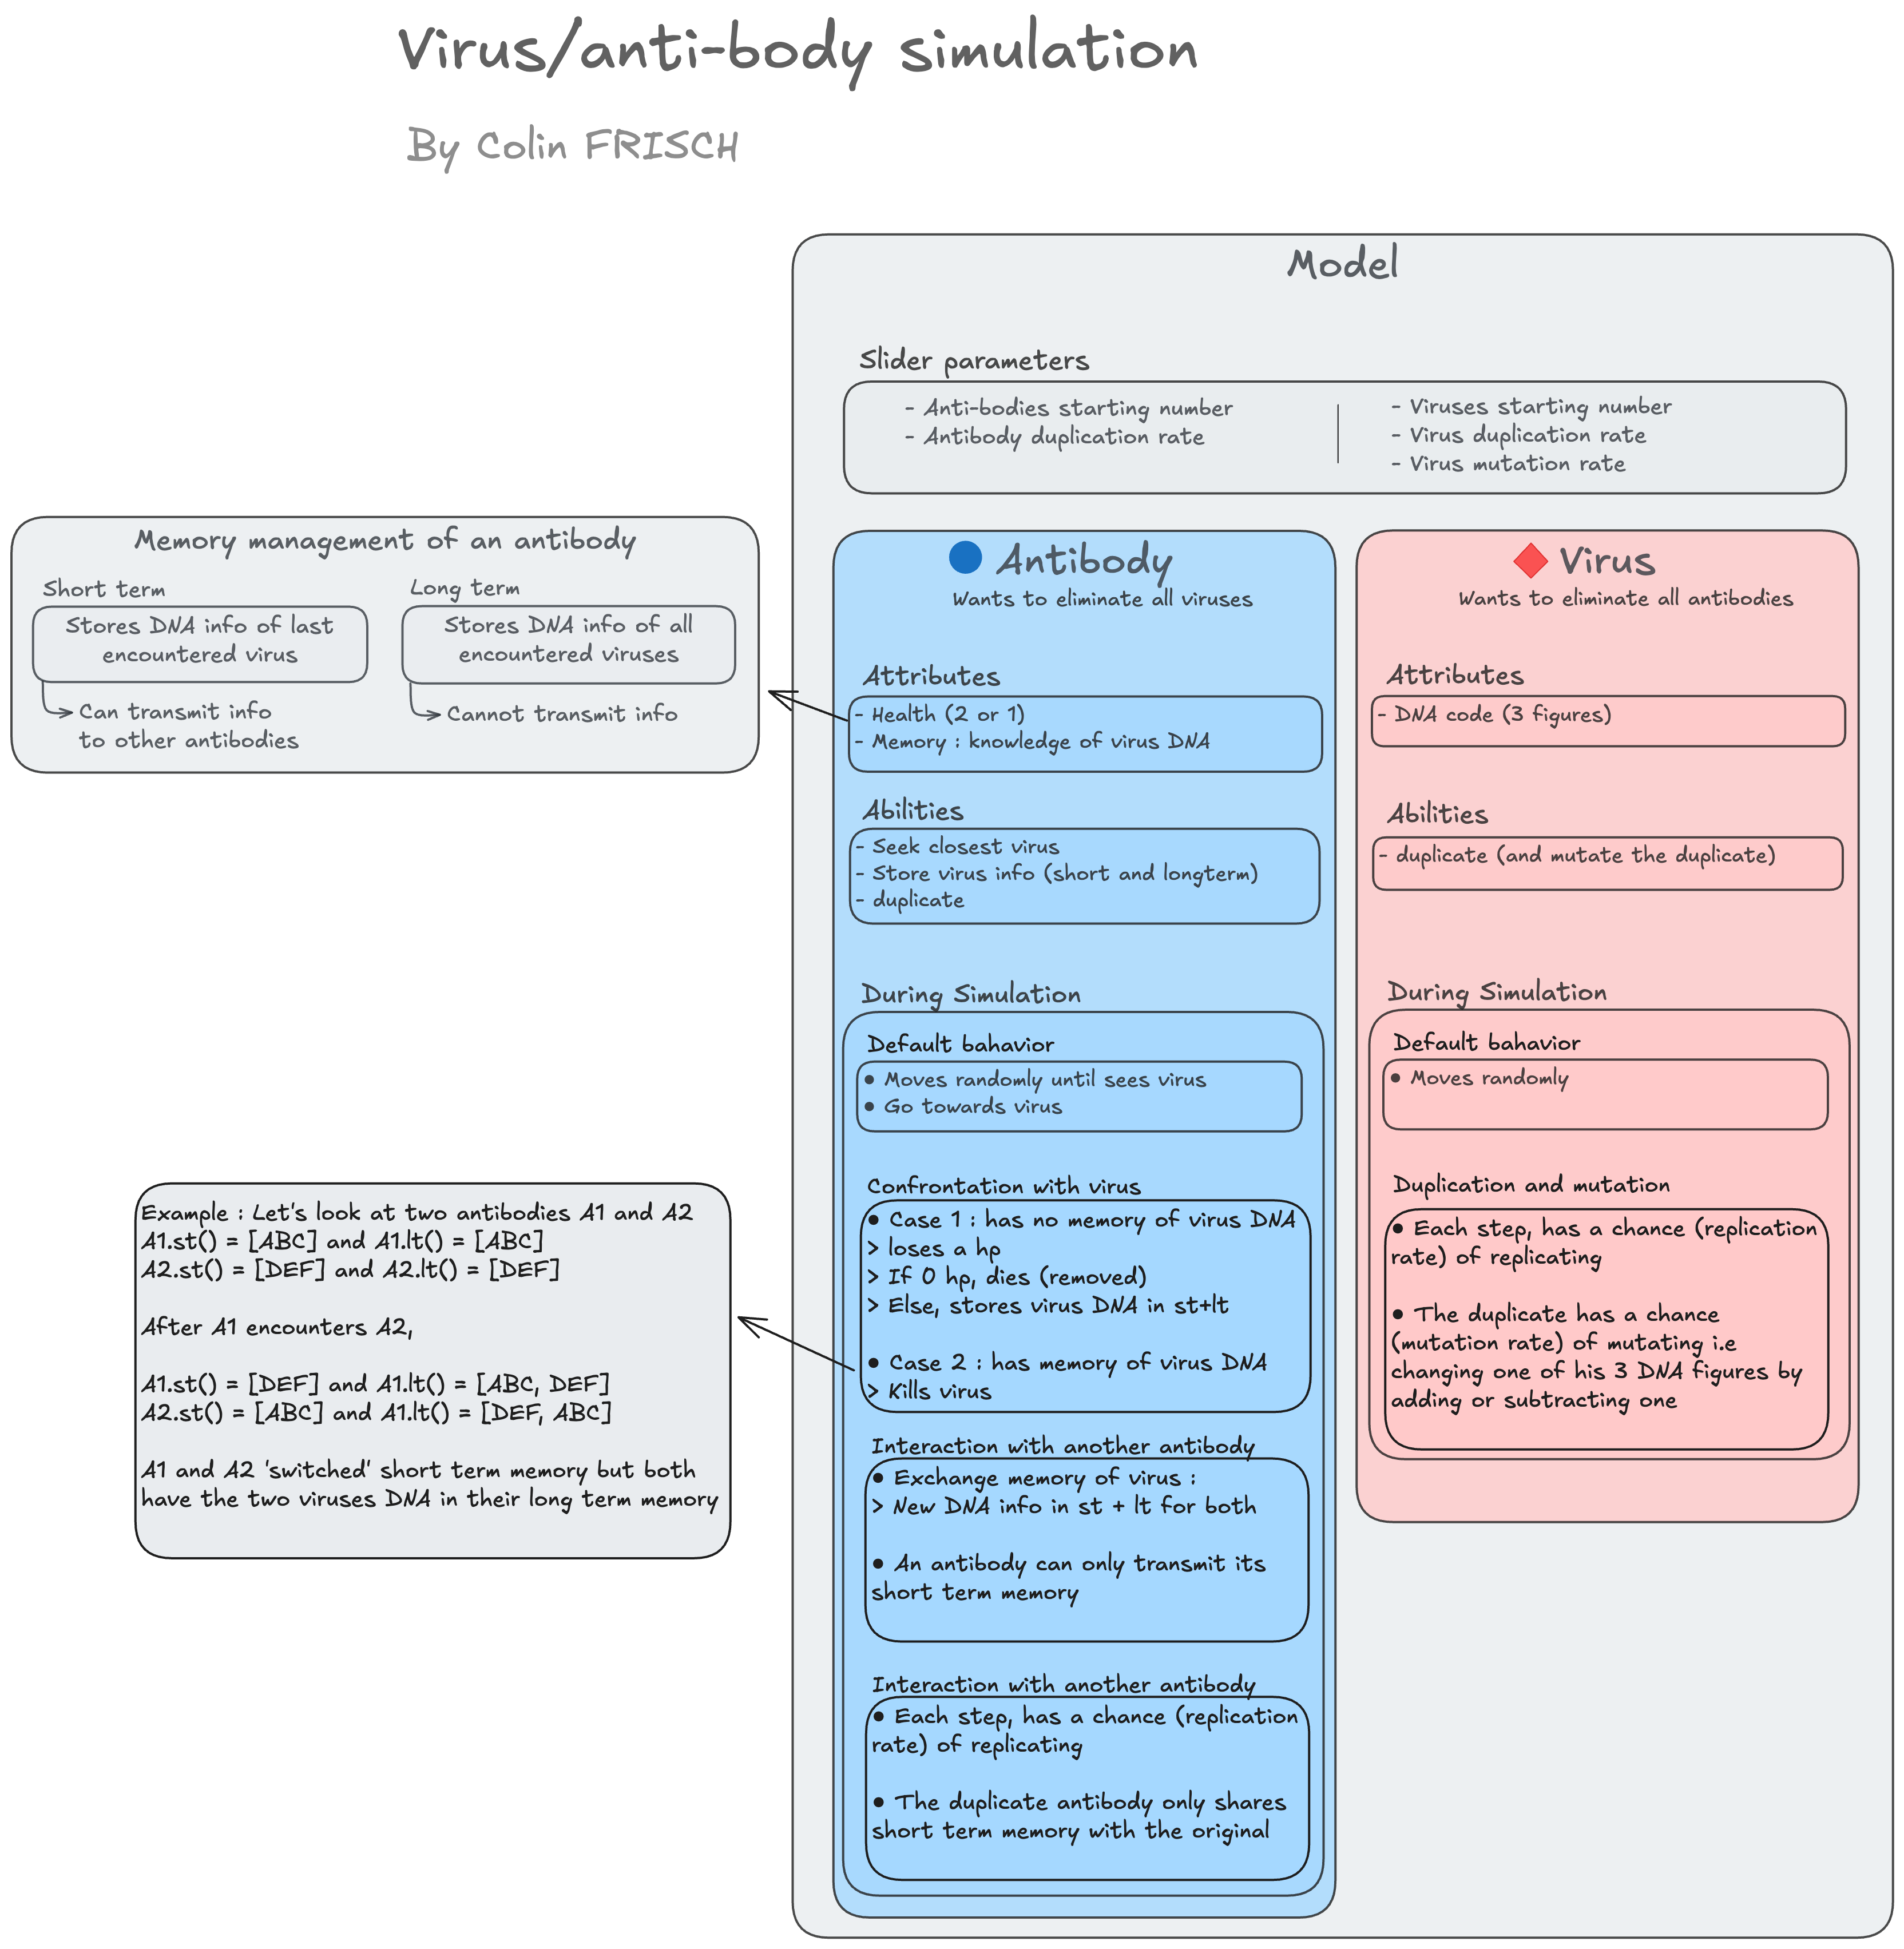 Virus/anti-body simulation
By Colin FRISCH
Model
Slider parameters
- Anti-bodies starting number
- Antibody duplication rate
- Viruses starting number
- Virus duplication rate
- Virus mutation rate
Memory management of an antibody
Short term
Stores DNA info of last
encountered virus
Can transmit info
to other antibodies
Long term
Stores DNA info of all
encountered viruses
Cannot transmit info
Antibody
Wants to eliminate all viruses
Attributes
- Health (2 or 1)
- Memory : knowledge of virus DNA
Abilities
- Seek closest virus
- Store virus info (short and longterm)
- duplicate
During Simulation
Default bahavior
• Moves randomly until sees virus
• Go towards virus
Confrontation with virus
• Case 1 : has no memory of virus DNA
> loses a hp
> If 0 hp, dies (removed)
> Else, stores virus DNA in st+lt
• Case 2 : has memory of virus DNA
> Kills virus
Interaction with another antibody
• Exchange memory of virus :
> New DNA info in st + lt for both
• An antibody can only transmit its
short term memory
Interaction with another antibody
• Each step, has a chance (replication
rate) of replicating
• The duplicate antibody only shares
short term memory with the original
Virus
Wants to eliminate all antibodies
Attributes
- DNA code (3 figures)
Abilities
- duplicate (and mutate the duplicate)
During Simulation
Default bahavior
• Moves randomly
Duplication and mutation
• Each step, has a chance (replication
rate) of replicating
• The duplicate has a chance
(mutation rate) of mutating i.e
changing one of his 3 DNA figures by
adding or subtracting one
Example : Let's look at two antibodies A1 and A2
A1.st() = [ABC] and A1.lt() = [ABC]
A2.st() = [DEF] and A2.lt() = [DEF]
After A1 encounters A2,
A1.st() = [DEF] and A1.lt() = [ABC, DEF]
A2.st() = [ABC] and A1.lt() = [DEF, ABC]
A1 and A2 'switched' short term memory but both
have the two viruses DNA in their long term memory